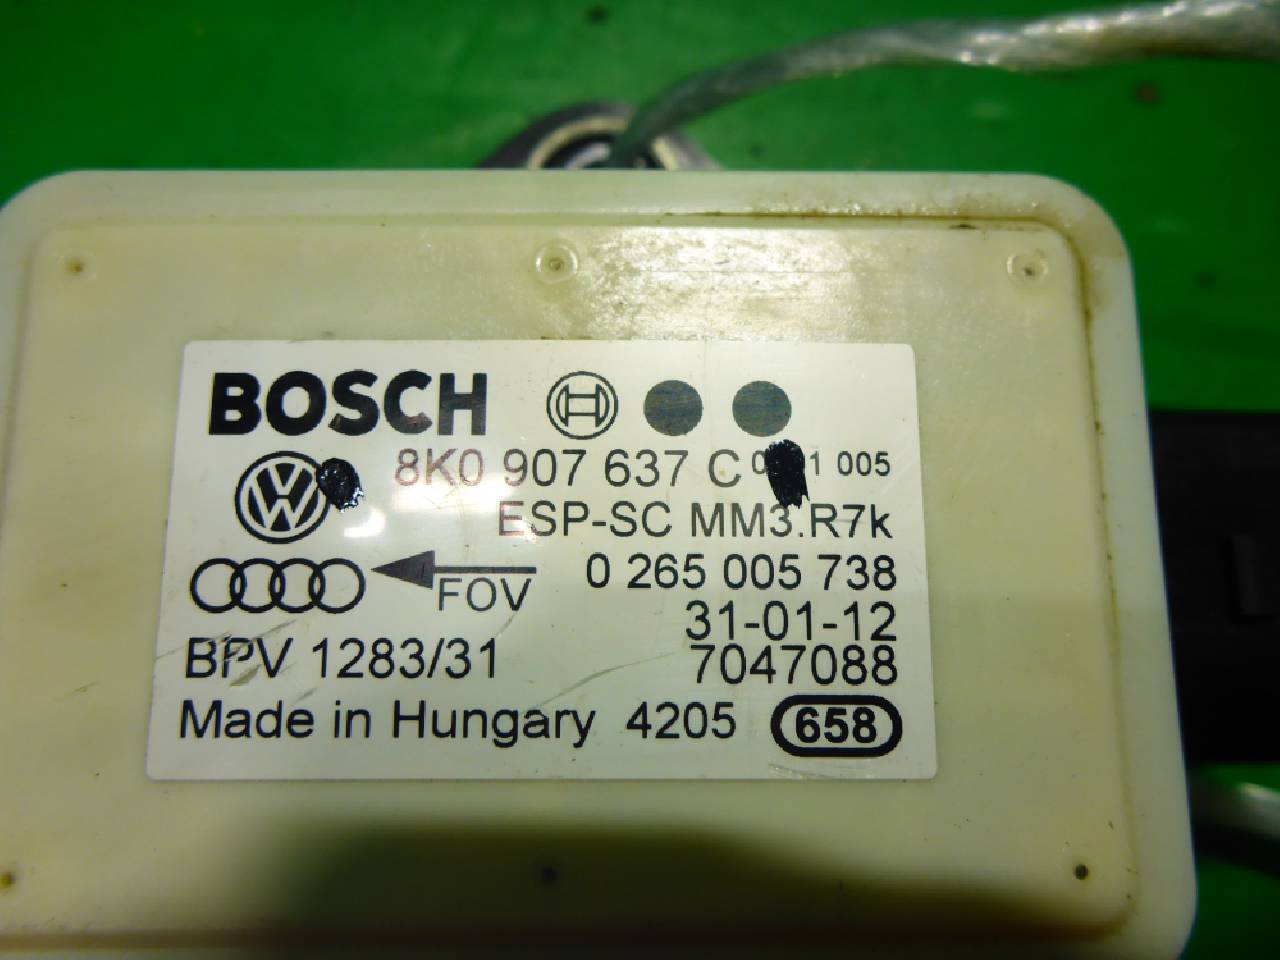 BOSCH
8K0 907 637 C 1 005
ESP-SC MM3.R7k
FOV 0 265 005 738
31-01-12
BPV 1283/31 7047088
Made in Hungary 4205 658